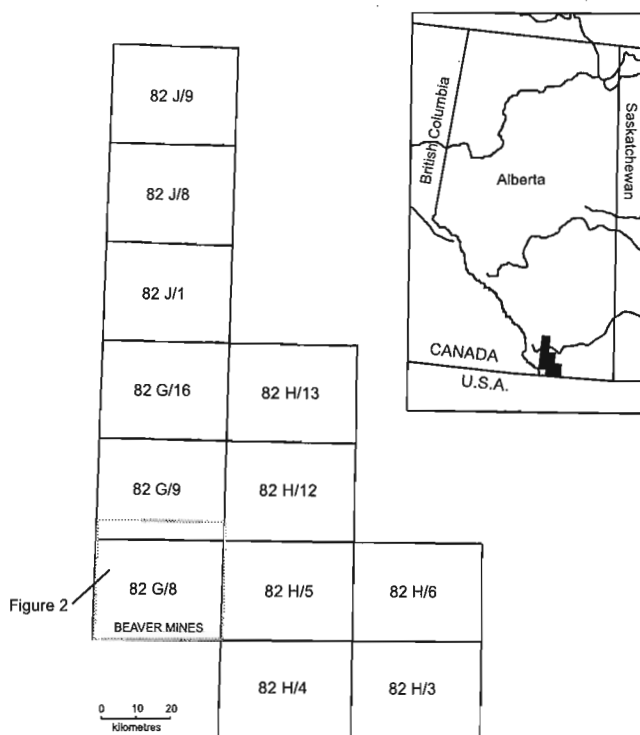 82 J/9
82 J/8
82 J/1
82 G/16
82 H/13
82 G/9
82 H/12
82 G/8
82 H/5
82 H/6
BEAVER MINES
Figure 2
82 H/4
82 H/3
0 10 20
kilometres
British Columbia
Alberta
Saskatchewan
CANADA
U.S.A.